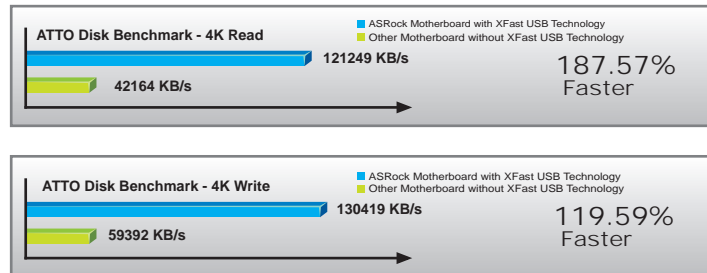 ATTO Disk Benchmark - 4K Read
ASRock Motherboard with XFast USB Technology
Other Motherboard without XFast USB Technology
121249 KB/s
42164 KB/s
187.57%
Faster
ATTO Disk Benchmark - 4K Write
ASRock Motherboard with XFast USB Technology
Other Motherboard without XFast USB Technology
130419 KB/s
59392 KB/s
119.59%
Faster